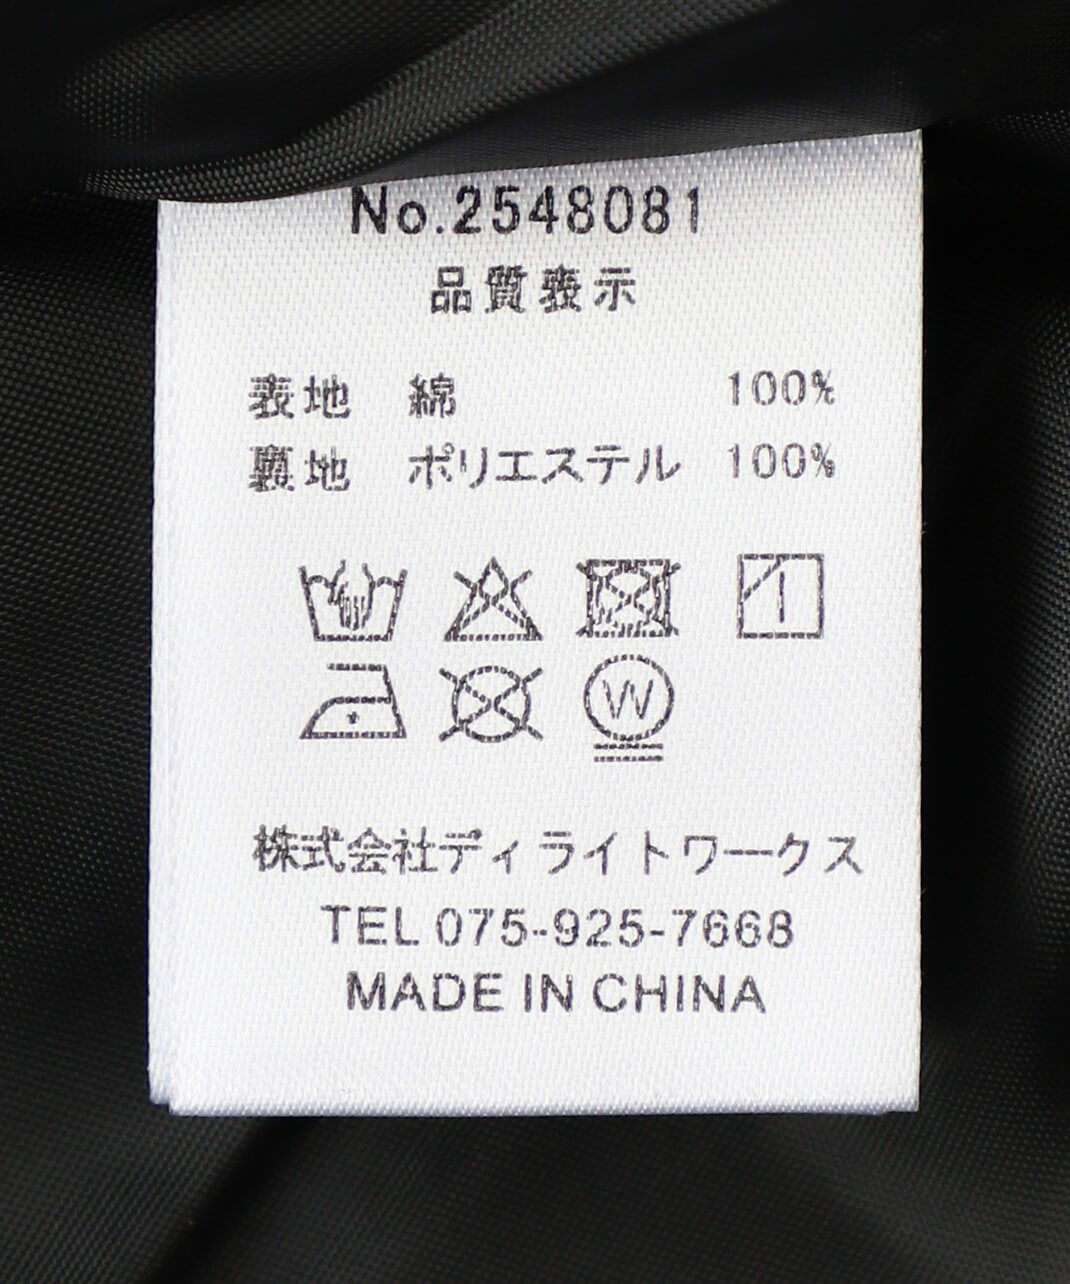 No.2548081
品質表示
表地 綿 100%
裏地 ポリエステル 100%
W
株式会社ディライトワークス
TEL 075-925-7668
MADE IN CHINA